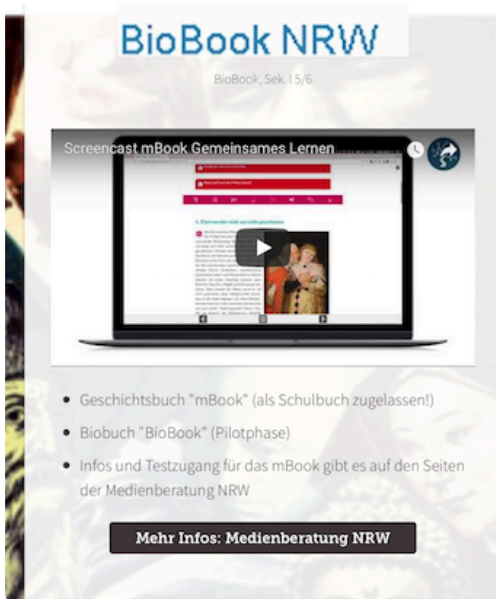 BioBook NRW
BioBook, Sek. I 5/6
Screencast mBook Gemeinsames Lernen
• Geschichtsbuch "mBook" (als Schulbuch zugelassen!)
• Biobuch "BioBook" (Pilotphase)
• Infos und Testzugang für das mBook gibt es auf den Seiten
der Medienberatung NRW
Mehr Infos: Medienberatung NRW